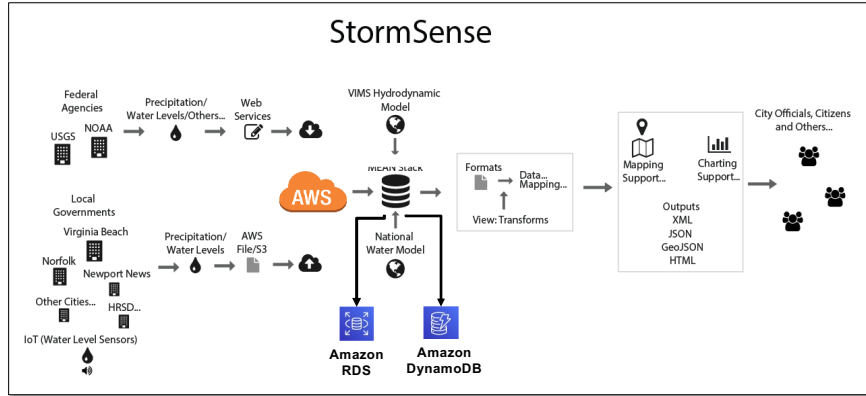 StormSense
Federal
Agencies
USGS
NOAA
Precipitation/
Water Levels/Others...
Web
Services
VIMS Hydrodynamic
Model
AWS
MEAN Stack
National
Water Model
Formats
Data...
Mapping...
View: Transforms
Mapping
Support...
Charting
Support...
Outputs
XML
JSON
GeoJSON
HTML
City Officials, Citizens
and Others...
Local
Governments
Virginia Beach
Norfolk
Newport News
Other Cities...
HRSD...
IoT (Water Level Sensors)
Precipitation/
Water Levels
AWS
File/S3
Amazon
RDS
Amazon
DynamoDB